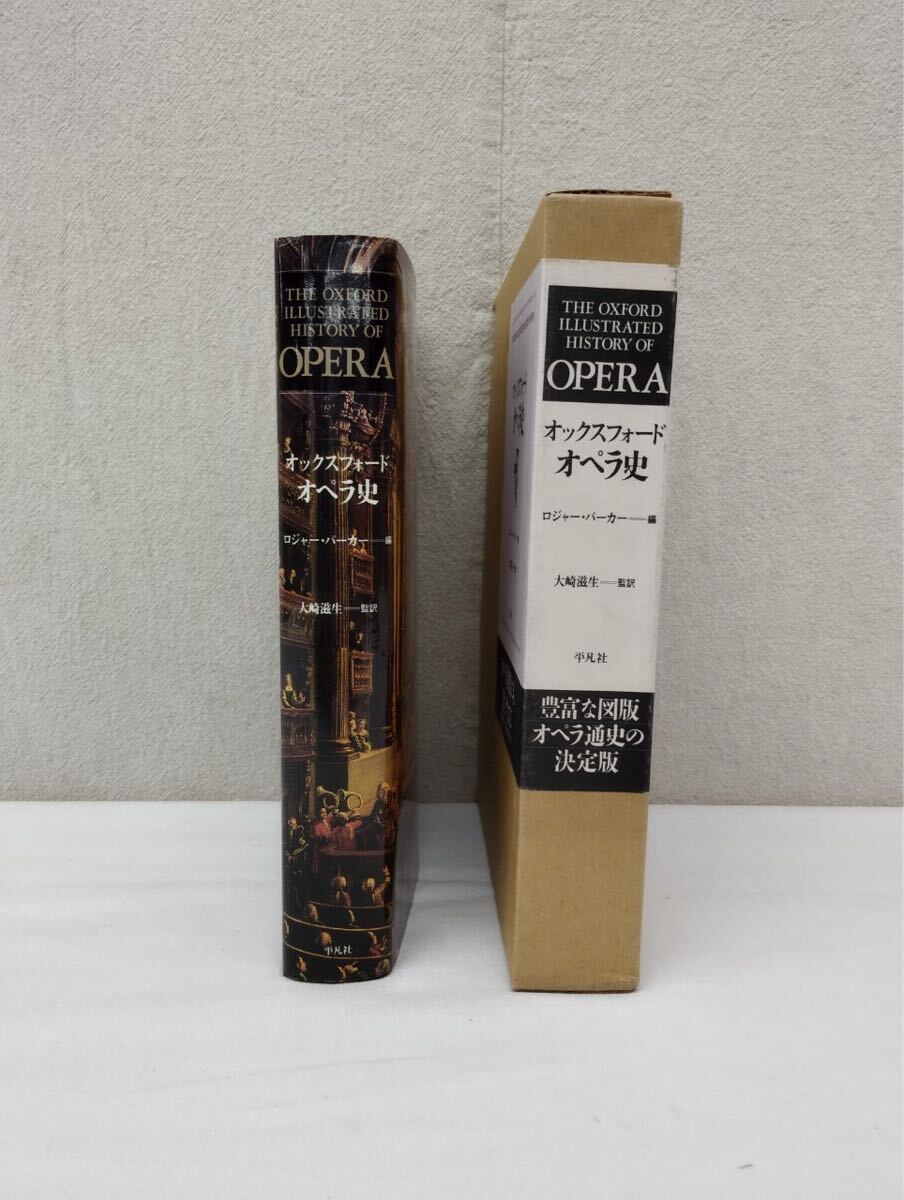 THE OXFORD
ILLUSTRATED
HISTORY OF
OPERA
オックスフォード
オペラ史
ロジャー・パーカー──編
大崎滋生──監訳
平凡社
THE OXFORD
ILLUSTRATED
HISTORY OF
OPERA
オックスフォード
オペラ史
ロジャー・パーカー──編
大崎滋生──監訳
平凡社
豊富な図版
オペラ通史の
決定版